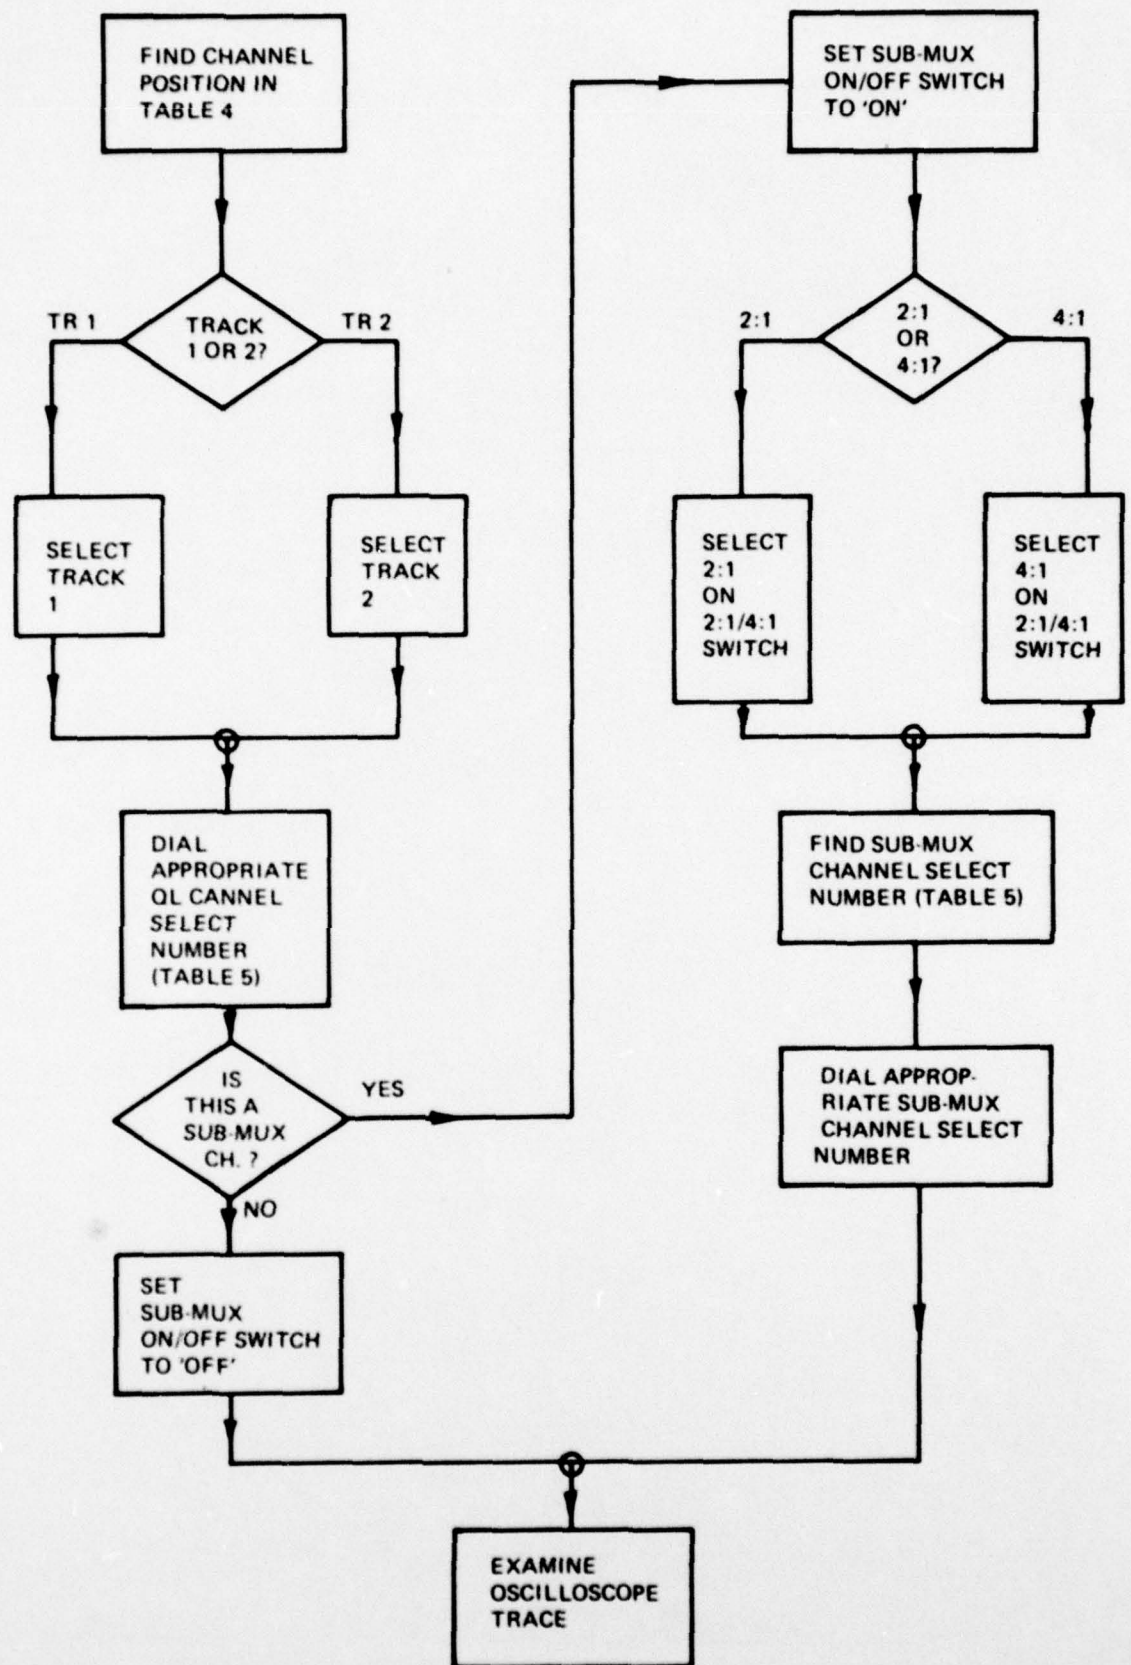 FIND CHANNEL
POSITION IN
TABLE 4
TRACK
1 OR 2?
TR 1
TR 2
SELECT
TRACK
1
SELECT
TRACK
2
DIAL
APPROPRIATE
QL CANNEL
SELECT
NUMBER
(TABLE 5)
IS
THIS A
SUB-MUX
CH. ?
YES
NO
SET
SUB-MUX
ON/OFF SWITCH
TO 'OFF'
SET SUB-MUX
ON/OFF SWITCH
TO 'ON'
2:1
OR
4:1?
2:1
4:1
SELECT
2:1
ON
2:1/4:1
SWITCH
SELECT
4:1
ON
2:1/4:1
SWITCH
FIND SUB-MUX
CHANNEL SELECT
NUMBER (TABLE 5)
DIAL APPROP-
RIATE SUB-MUX
CHANNEL SELECT
NUMBER
EXAMINE
OSCILLOSCOPE
TRACE